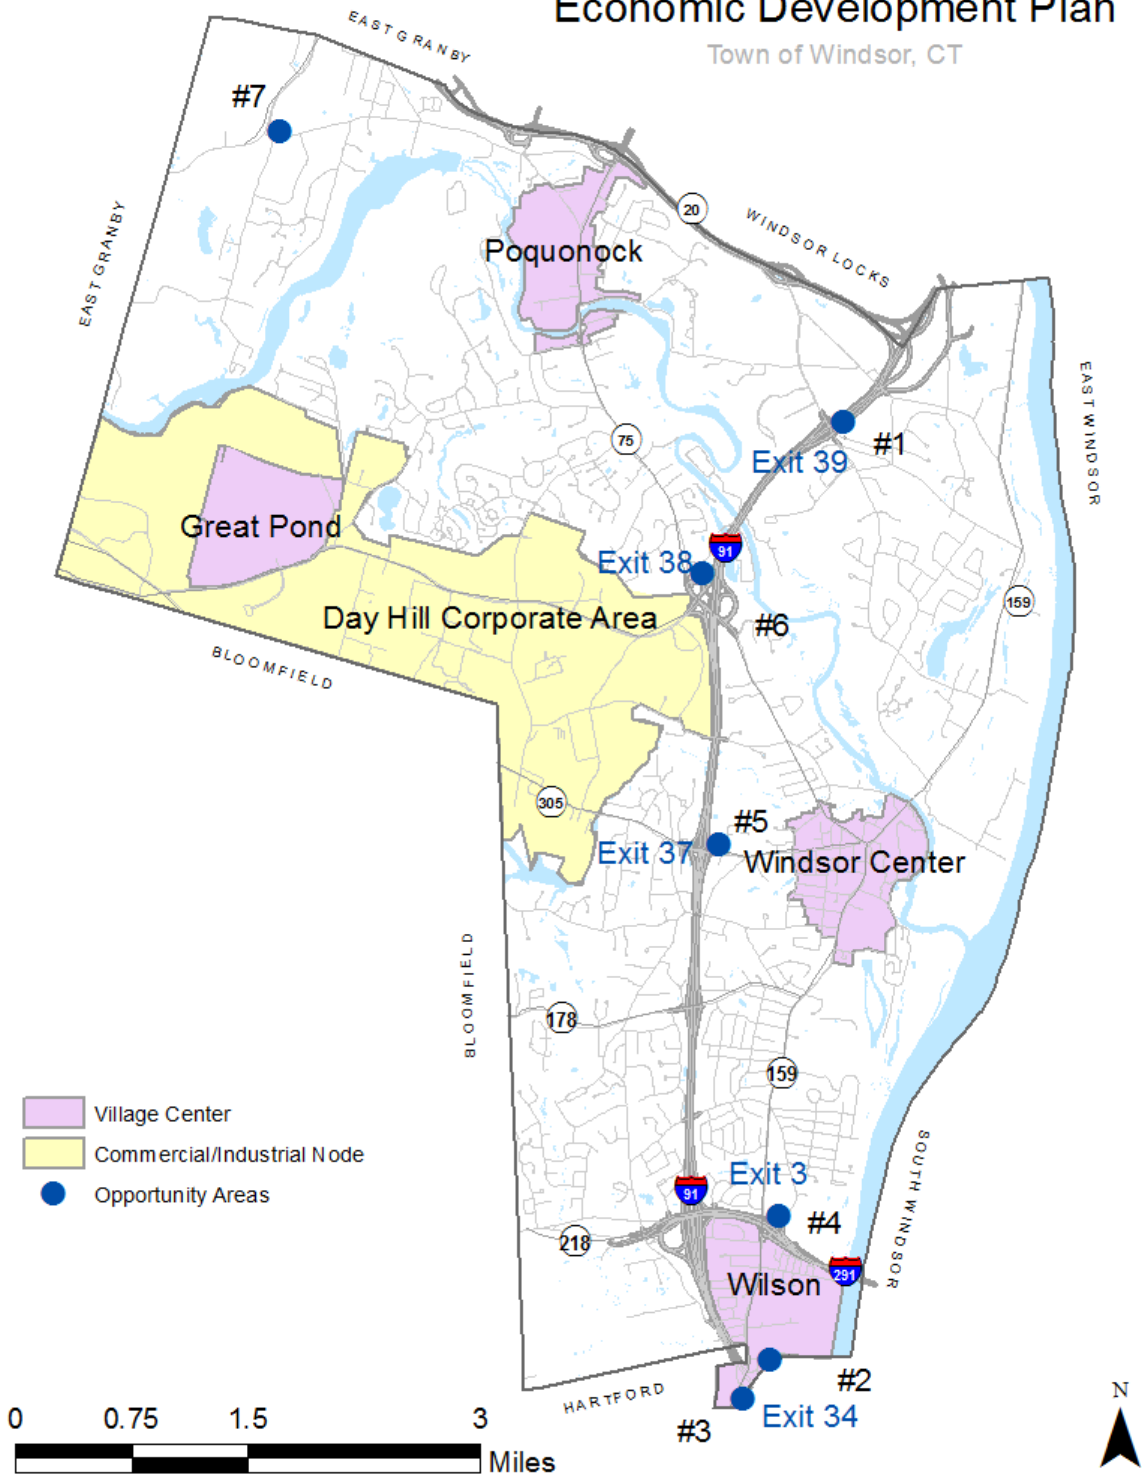 Economic Development Plan
Town of Windsor, CT
EAST GRANBY
#7
EAST GRANBY
20
WINDSOR LOCKS
Poquonock
EAST WINDSOR
75
#1
Exit 39
Great Pond
91
Exit 38
159
Day Hill Corporate Area
#6
BLOOMFIELD
305
#5
Exit 37
Windsor Center
BLOOMFIELD
178
159
Village Center
Commercial/Industrial Node
Opportunity Areas
SOUTH WINDSOR
Exit 3
91
#4
218
291
Wilson
#2
HARTFORD
Exit 34
#3
N
0 0.75 1.5 3
Miles